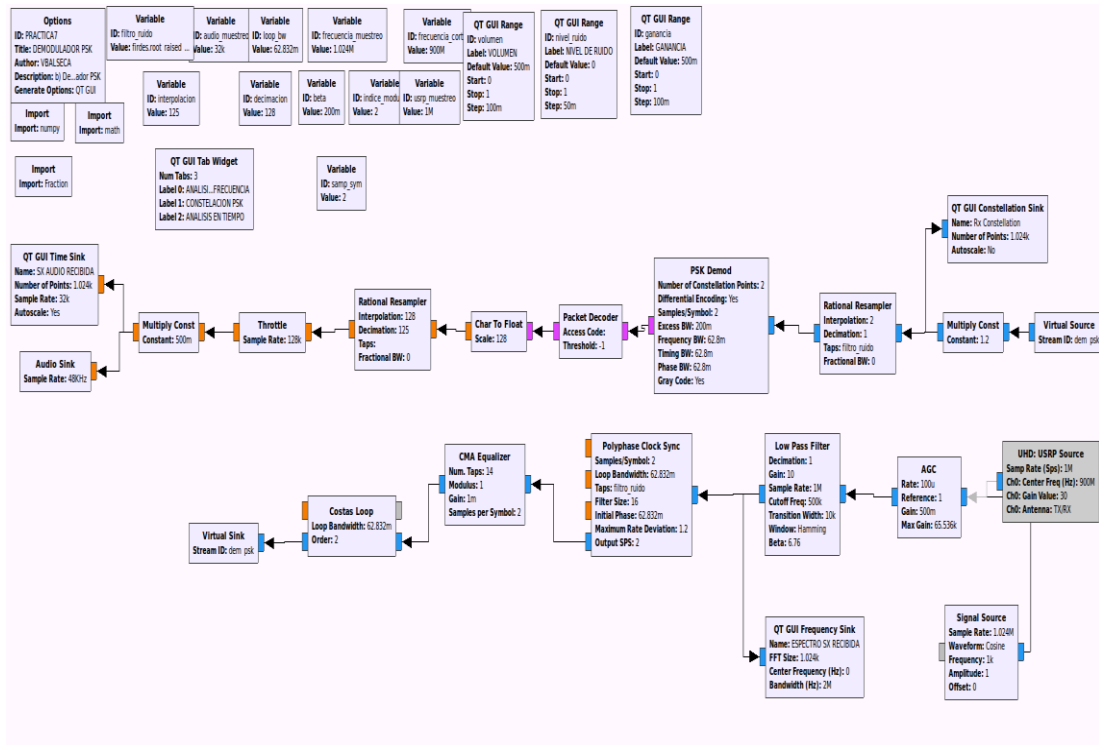 Options
ID: PRACTICA7
Title: DEMODULADOR PSK
Author: VBALSECA
Description: b) De...ador PSK
Generate Options: QT GUI
Variable
ID: filtro_ruido
Value: firdes.root_raised_...
Variable
ID: audio_muestreo
Value: 32k
Variable
ID: loop_bw
Value: 62.832m
Variable
ID: frecuencia_muestreo
Value: 1.024M
Variable
ID: frecuencia_cort
Value: 900M
QT GUI Range
ID: volumen
Label: VOLUMEN
Default Value: 500m
Start: 0
Stop: 1
Step: 100m
QT GUI Range
ID: nivel_ruido
Label: NIVEL DE RUIDO
Default Value: 0
Start: 0
Stop: 1
Step: 50m
QT GUI Range
ID: ganancia
Label: GANANCIA
Default Value: 500m
Start: 0
Stop: 1
Step: 100m
Variable
ID: interpolacion
Value: 125
Variable
ID: decimacion
Value: 128
Variable
ID: beta
Value: 200m
Variable
ID: indice_modu
Value: 2
Variable
ID: usrp_muestreo
Value: 1M
Import
Import: numpy
Import
Import: math
Import
Import: Fraction
QT GUI Tab Widget
Num Tabs: 3
Label 0: ANALISI...FRECUENCIA
Label 1: CONSTELACION PSK
Label 2: ANALISIS EN TIEMPO
Variable
ID: samp_sym
Value: 2
QT GUI Constellation Sink
Name: Rx Constellation
Number of Points: 1.024k
Autoscale: No
QT GUI Time Sink
Name: SX AUDIO RECIBIDA
Number of Points: 1.024k
Sample Rate: 32k
Autoscale: Yes
Audio Sink
Sample Rate: 48KHz
Multiply Const
Constant: 500m
Throttle
Sample Rate: 128k
Rational Resampler
Interpolation: 128
Decimation: 125
Taps:
Fractional BW: 0
Char To Float
Scale: 128
Packet Decoder
Access Code:
Threshold: -1
PSK Demod
Number of Constellation Points: 2
Differential Encoding: Yes
Samples/Symbol: 2
Excess BW: 200m
Frequency BW: 62.8m
Timing BW: 62.8m
Phase BW: 62.8m
Gray Code: Yes
Rational Resampler
Interpolation: 2
Decimation: 1
Taps: filtro_ruido
Fractional BW: 0
Multiply Const
Constant: 1.2
Virtual Source
Stream ID: dem_psk
Virtual Sink
Stream ID: dem_psk
Costas Loop
Loop Bandwidth: 62.832m
Order: 2
CMA Equalizer
Num. Taps: 14
Modulus: 1
Gain: 1m
Samples per Symbol: 2
Polyphase Clock Sync
Samples/Symbol: 2
Loop Bandwidth: 62.832m
Taps: filtro_ruido
Filter Size: 16
Initial Phase: 62.832m
Maximum Rate Deviation: 1.2
Output SPS: 2
Low Pass Filter
Decimation: 1
Gain: 10
Sample Rate: 1M
Cutoff Freq: 500k
Transition Width: 10k
Window: Hamming
Beta: 6.76
AGC
Rate: 100u
Reference: 1
Gain: 500m
Max Gain: 65.536k
UHD: USRP Source
Samp Rate (Sps): 1M
Ch0: Center Freq (Hz): 900M
Ch0: Gain Value: 30
Ch0: Antenna: TX/RX
QT GUI Frequency Sink
Name: ESPECTRO SX RECIBIDA
FFT Size: 1.024k
Center Frequency (Hz): 0
Bandwidth (Hz): 2M
Signal Source
Sample Rate: 1.024M
Waveform: Cosine
Frequency: 1k
Amplitude: 1
Offset: 0